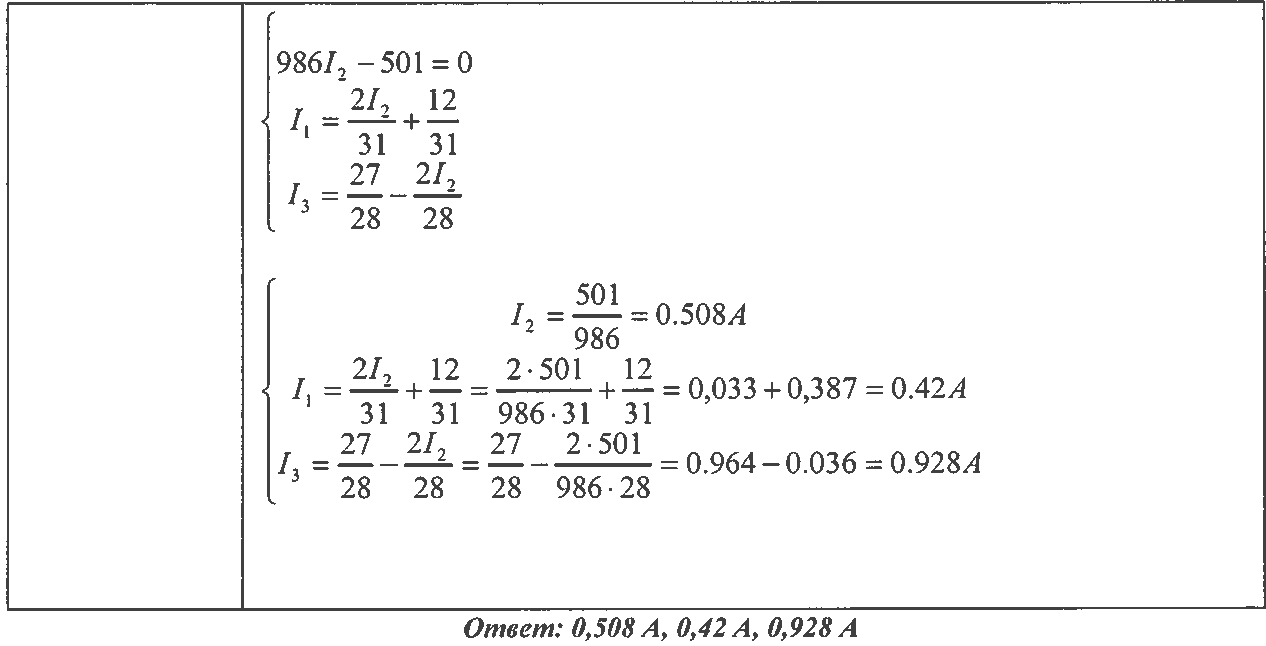 986I₂ − 501 = 0
I₁ = 2I₂/31 + 12/31
I₃ = 27/28 − 2I₂/28
I₂ = 501/986 = 0.508A
I₁ = 2I₂/31 + 12/31 = 2·501/986·31 + 12/31 = 0,033 + 0,387 = 0.42A
I₃ = 27/28 − 2I₂/28 = 27/28 − 2·501/986·28 = 0.964 − 0.036 = 0.928A
Ответ: 0,508 А, 0,42 А, 0,928 А